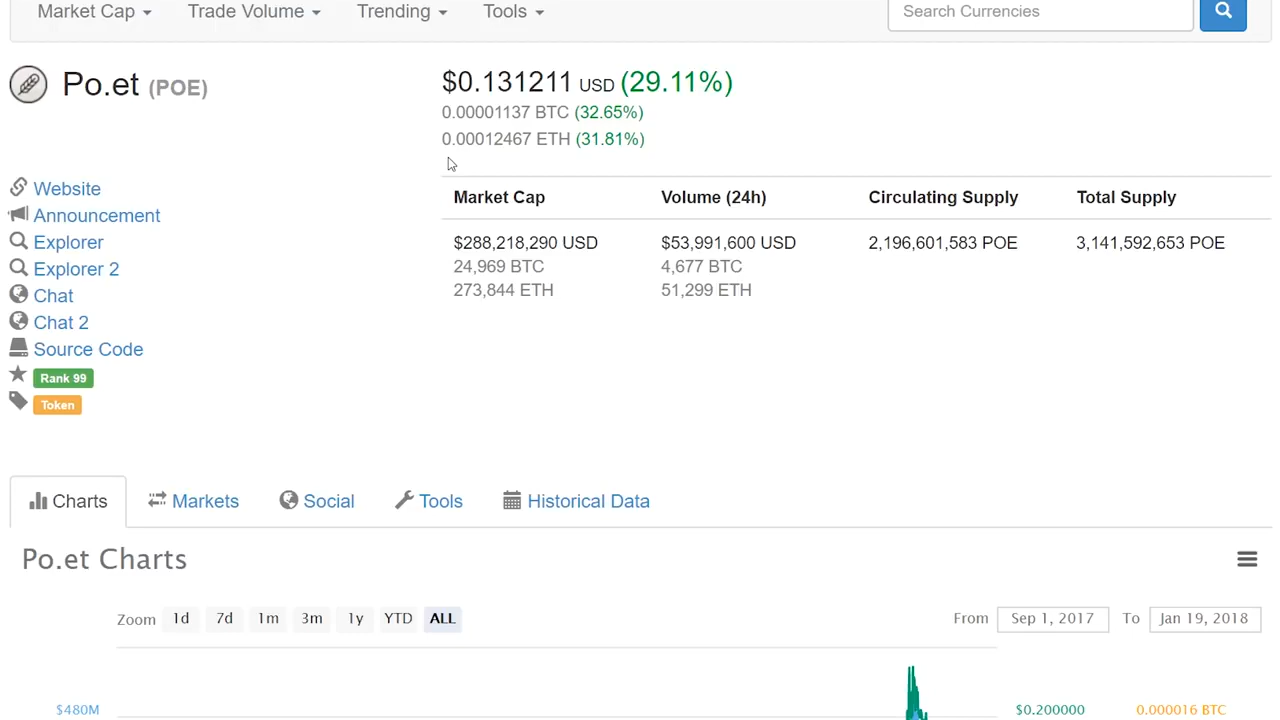 Market Cap Trade Volume Trending Tools Search Currencies
Po.et (POE)
$0.131211 USD (29.11%)
0.00001137 BTC (32.65%)
0.00012467 ETH (31.81%)
Website
Announcement
Explorer
Explorer 2
Chat
Chat 2
Source Code
Rank 99
Token
Market Cap Volume (24h) Circulating Supply Total Supply
$288,218,290 USD $53,991,600 USD 2,196,601,583 POE 3,141,592,653 POE
24,969 BTC 4,677 BTC
273,844 ETH 51,299 ETH
Charts Markets Social Tools Historical Data
Po.et Charts
Zoom 1d 7d 1m 3m 1y YTD ALL From Sep 1, 2017 To Jan 19, 2018
$480M $0.200000 0.000016 BTC